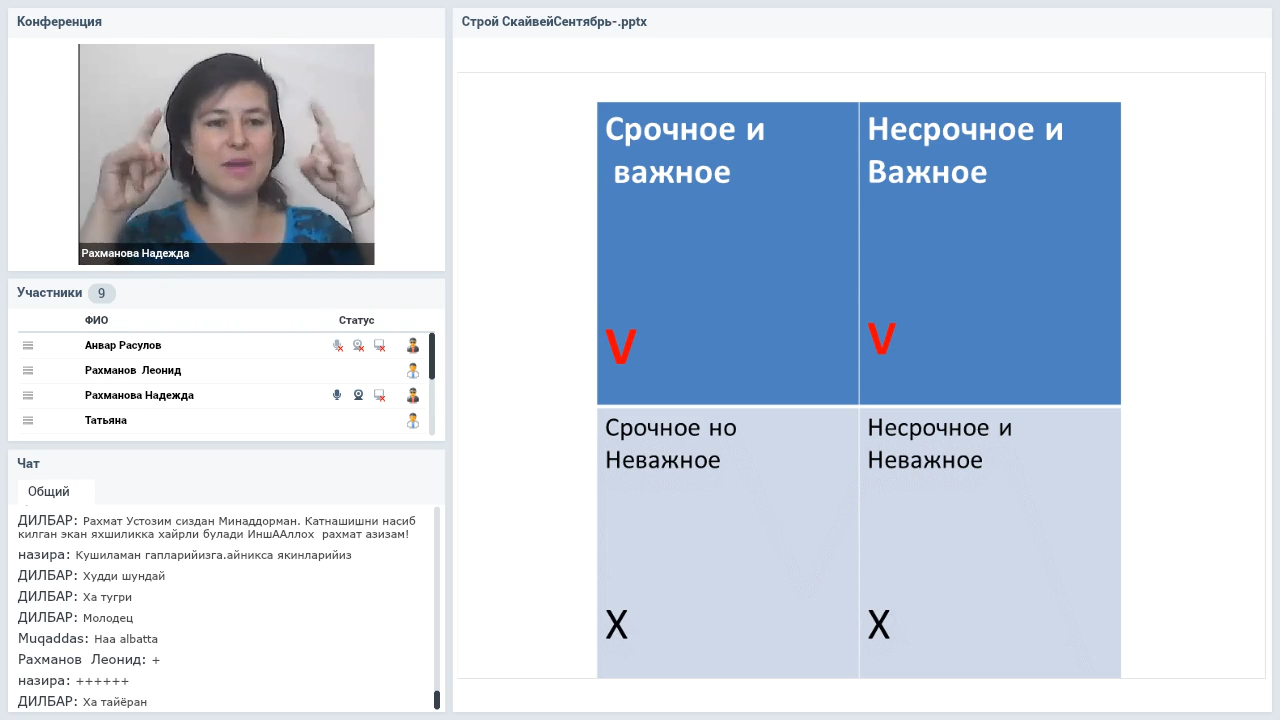 Конференция
Рахманова Надежда
Участники 9
ФИО Статус
Анвар Расулов
Рахманов Леонид
Рахманова Надежда
Татьяна
Чат
Общий
ДИЛБАР: Рахмат Устозим сиздан Минаддорман. Катнашишни насиб
килган экан яхшиликка хайрли булади ИншААллох рахмат азизам!
назира: Кушиламан гапларийизга.айникса якинларийиз
ДИЛБАР: Худди шундай
ДИЛБАР: Ха тугри
ДИЛБАР: Молодец
Muqaddas: Haa albatta
Рахманов Леонид: +
назира: ++++++
ДИЛБАР: Ха тайёран
Строй СкайвейСентябрь-.pptx
Срочное и
важное
V
Несрочное и
Важное
V
Срочное но
Неважное
X
Несрочное и
Неважное
X